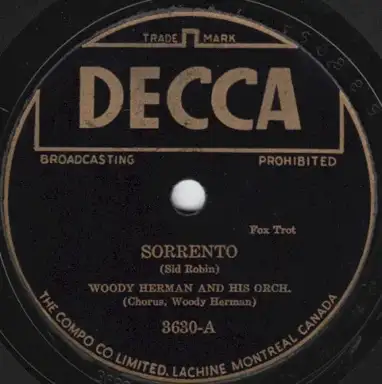 TRADE MARK
DECCA
BROADCASTING PROHIBITED
Fox Trot
SORRENTO
(Sid Robin)
WOODY HERMAN AND HIS ORCH.
(Chorus, Woody Herman)
3630-A
THE COMPO CO LIMITED, LACHINE MONTREAL CANADA